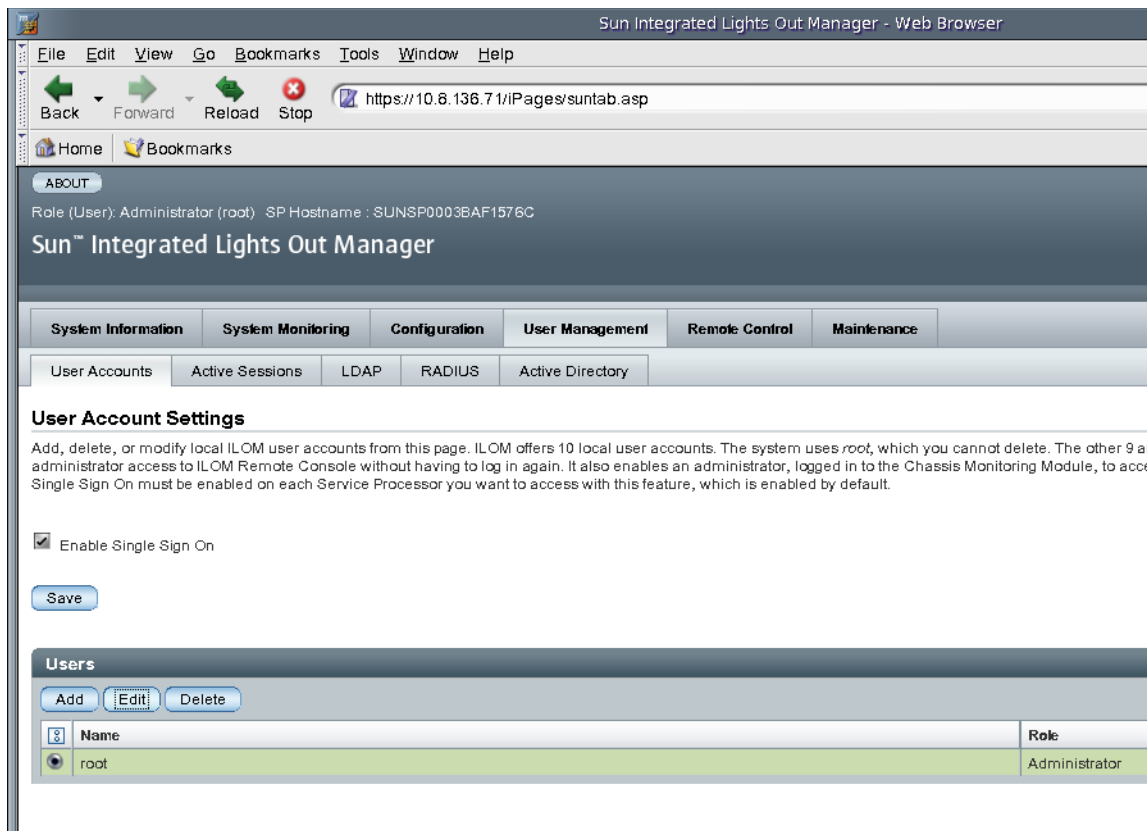 Sun Integrated Lights Out Manager - Web Browser
File Edit View Go Bookmarks Tools Window Help
Back Forward Reload Stop https://10.8.136.71/iPages/suntab.asp
Home Bookmarks
ABOUT
Role (User): Administrator (root) SP Hostname : SUNSP0003BAF1576C
Sun™ Integrated Lights Out Manager
System Information System Monitoring Configuration User Management Remote Control Maintenance
User Accounts Active Sessions LDAP RADIUS Active Directory
User Account Settings
Add, delete, or modify local ILOM user accounts from this page. ILOM offers 10 local user accounts. The system uses root, which you cannot delete. The other 9 a
administrator access to ILOM Remote Console without having to log in again. It also enables an administrator, logged in to the Chassis Monitoring Module, to acce
Single Sign On must be enabled on each Service Processor you want to access with this feature, which is enabled by default.
Enable Single Sign On
Save
Users
Add Edit Delete
Name Role
root Administrator